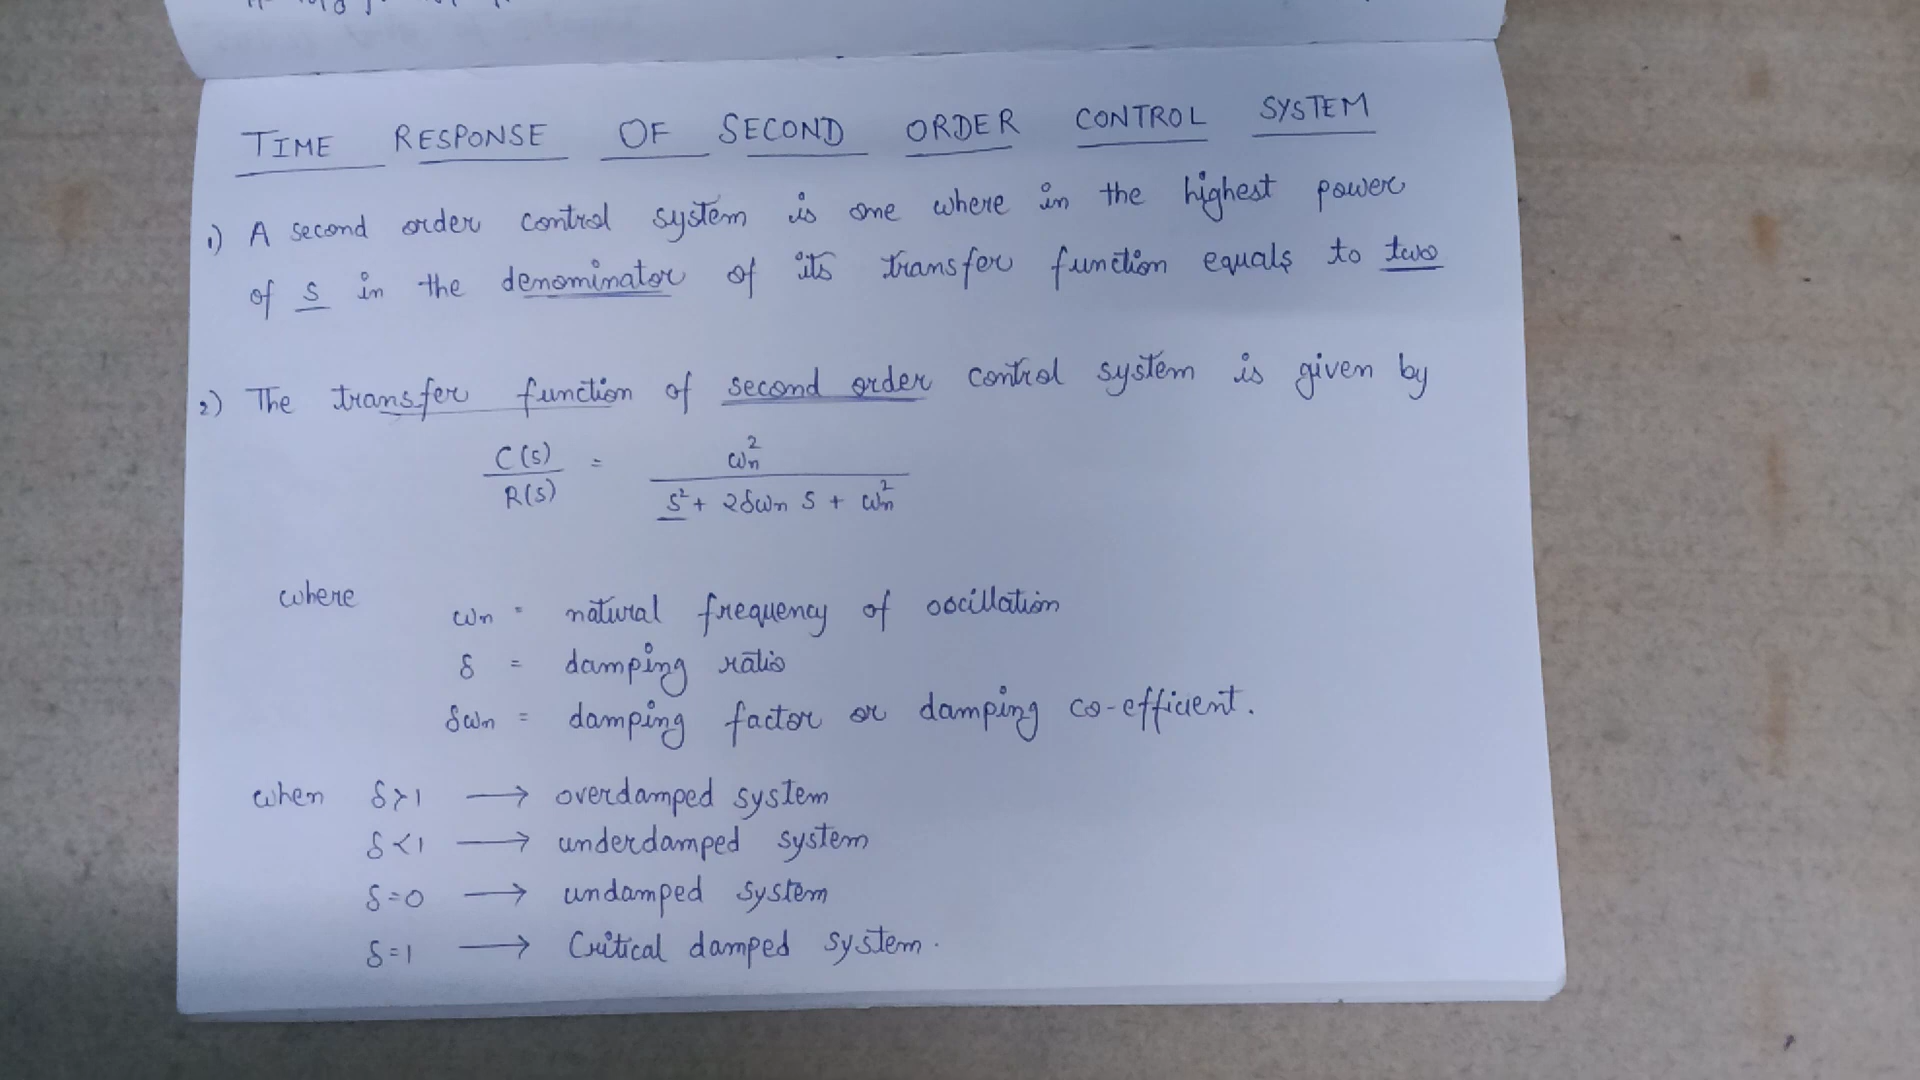 TIME RESPONSE OF SECOND ORDER CONTROL SYSTEM
1) A second order control system is one where in the highest power
of S in the denominator of its transfer function equals to two
2) The transfer function of second order control system is given by
C(s)/R(s) = ωn²/(s² + 2δωn s + ωn²)
where ωn = natural frequency of oscillation
δ = damping ratio
δωn = damping factor or damping co-efficient.
when δ>1 → overdamped system
δ<1 → underdamped system
δ=0 → undamped system
δ=1 → Critical damped system.